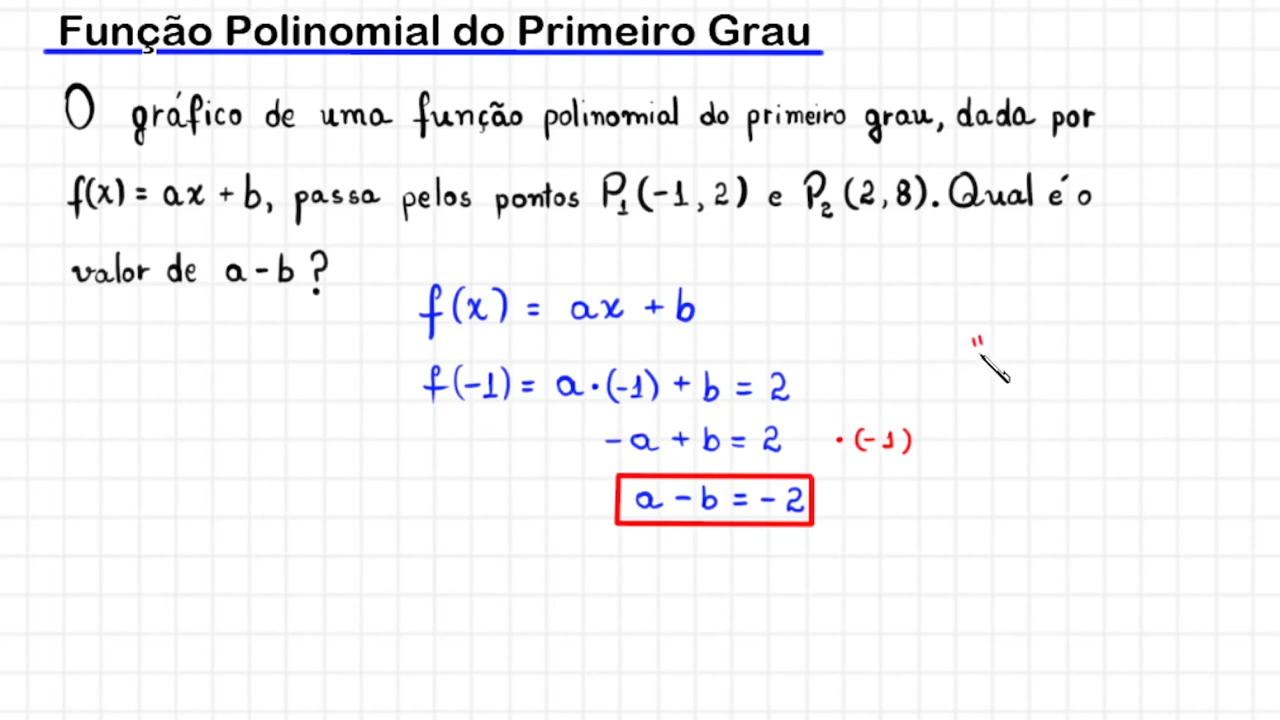 Função Polinomial do Primeiro Grau
O gráfico de uma função polinomial do primeiro grau, dada por
f(x) = ax + b, passa pelos pontos P₁(-1, 2) e P₂(2, 8). Qual é o
valor de a - b?
f(x) = ax + b
f(-1) = a·(-1) + b = 2
"
-a + b = 2 ·(-1)
a - b = -2